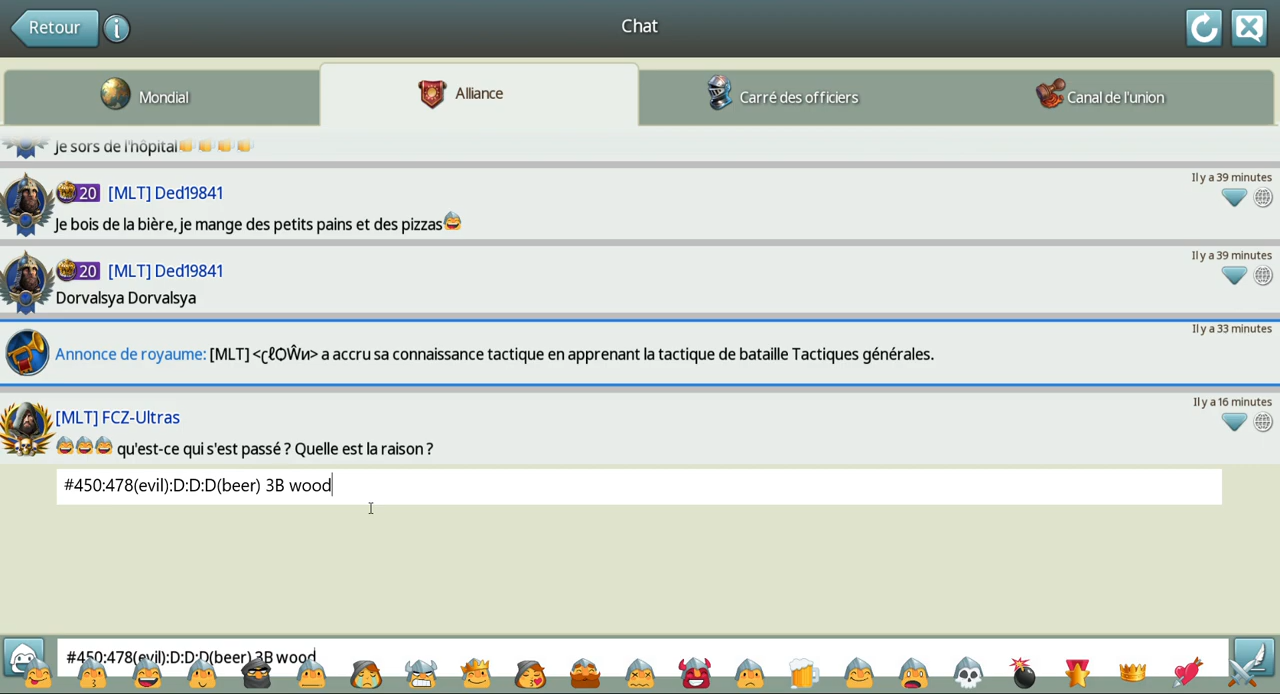 Retour
Chat
Mondial
Alliance
Carré des officiers
Canal de l'union
Je sors de l'hôpital
Il y a 39 minutes
20 [MLT] Ded19841
Je bois de la bière, je mange des petits pains et des pizzas
Il y a 39 minutes
20 [MLT] Ded19841
Dorvalsya Dorvalsya
Il y a 33 minutes
Annonce de royaume: [MLT] <ꞇℓOŴи> a accru sa connaissance tactique en apprenant la tactique de bataille Tactiques générales.
Il y a 16 minutes
[MLT] FCZ-Ultras
qu'est-ce qui s'est passé ? Quelle est la raison ?
#450:478(evil):D:D:D(beer) 3B wood
#450:478(evil):D:D:D(beer) 3B wood